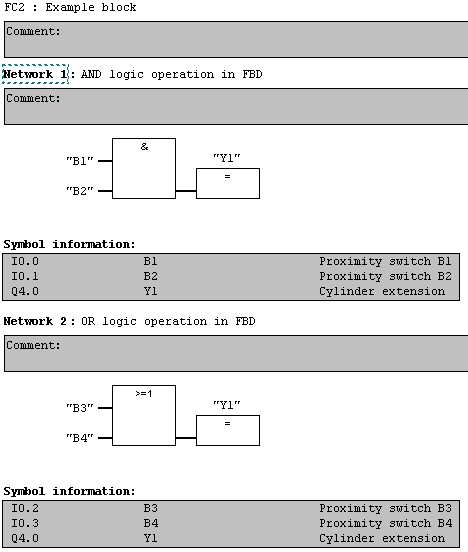 FC2 : Example block
Comment:
Network 1: AND logic operation in FBD
Comment:
&
"B1"
"Y1"
=
"B2"
Symbol information:
I0.0 B1 Proximity switch B1
I0.1 B2 Proximity switch B2
Q4.0 Y1 Cylinder extension
Network 2: OR logic operation in FBD
Comment:
>=1
"B3"
"Y1"
=
"B4"
Symbol information:
I0.2 B3 Proximity switch B3
I0.3 B4 Proximity switch B4
Q4.0 Y1 Cylinder extension